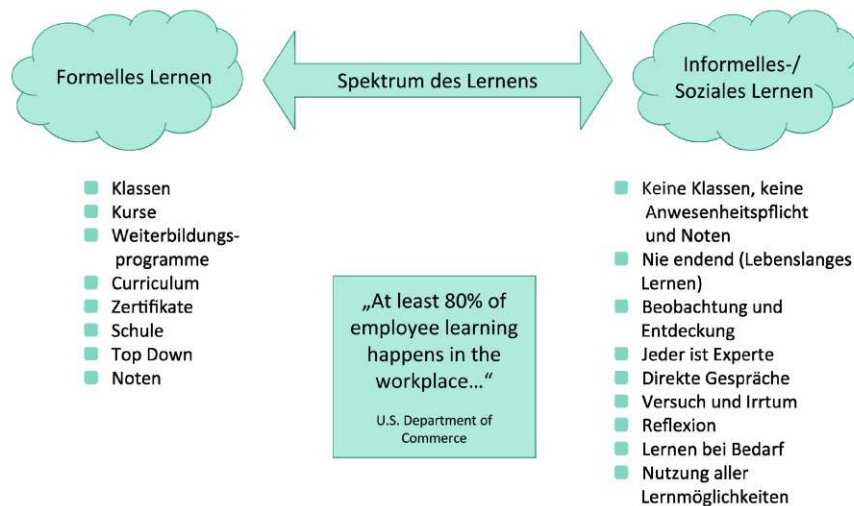 Formelles Lernen
Spektrum des Lernens
Informelles-/
Soziales Lernen
Klassen
Kurse
Weiterbildungs-
programme
Curriculum
Zertifikate
Schule
Top Down
Noten
„At least 80% of
employee learning
happens in the
workplace...“
U.S. Department of
Commerce
Keine Klassen, keine
Anwesenheitspflicht
und Noten
Nie endend (Lebenslanges
Lernen)
Beobachtung und
Entdeckung
Jeder ist Experte
Direkte Gespräche
Versuch und Irrtum
Reflexion
Lernen bei Bedarf
Nutzung aller
Lernmöglichkeiten